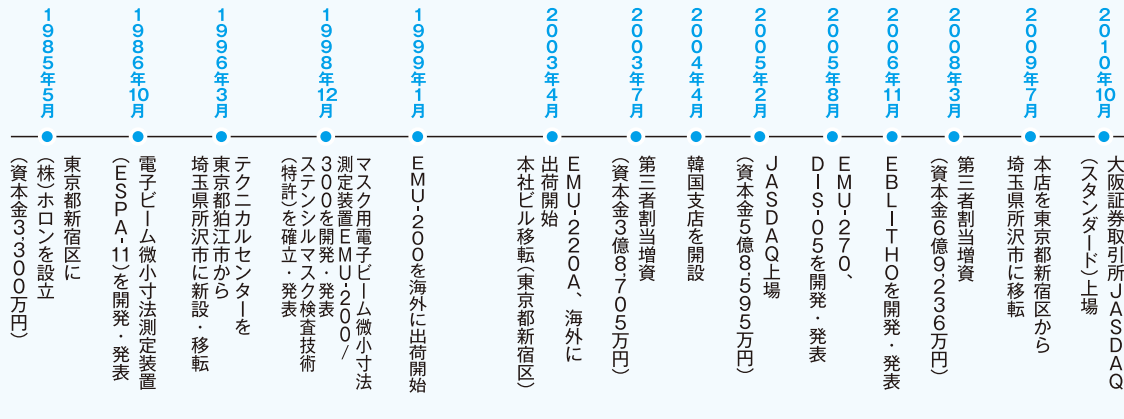 1985年5月
東京都新宿区に
（株）ホロンを設立
（資本金3,300万円）
1986年10月
電子ビーム微小寸法測定装置
（ESPA-11）を開発・発表
1996年3月
テクニカルセンターを
東京都狛江市から
埼玉県所沢市に新設・移転
1998年12月
マスク用電子ビーム微小寸法
測定装置EMU-200/
300を開発・発表
ステンシルマスク検査技術
（特許）を確立・発表
1999年1月
EMU-200を海外に出荷開始
2003年4月
EMU-220A、海外に
出荷開始
本社ビル移転（東京都新宿区）
2003年7月
第三者割当増資
（資本金3億8,705万円）
2004年4月
韓国支店を開設
2005年2月
JASDAQ上場
（資本金5億8,595万円）
2005年8月
EMU-270、
DIS-05を開発・発表
2006年11月
EBLITHOを開発・発表
2008年3月
第三者割当増資
（資本金6億9,236万円）
2009年7月
本店を東京都新宿区から
埼玉県所沢市に移転
2010年10月
大阪証券取引所JASDAQ
（スタンダード）上場